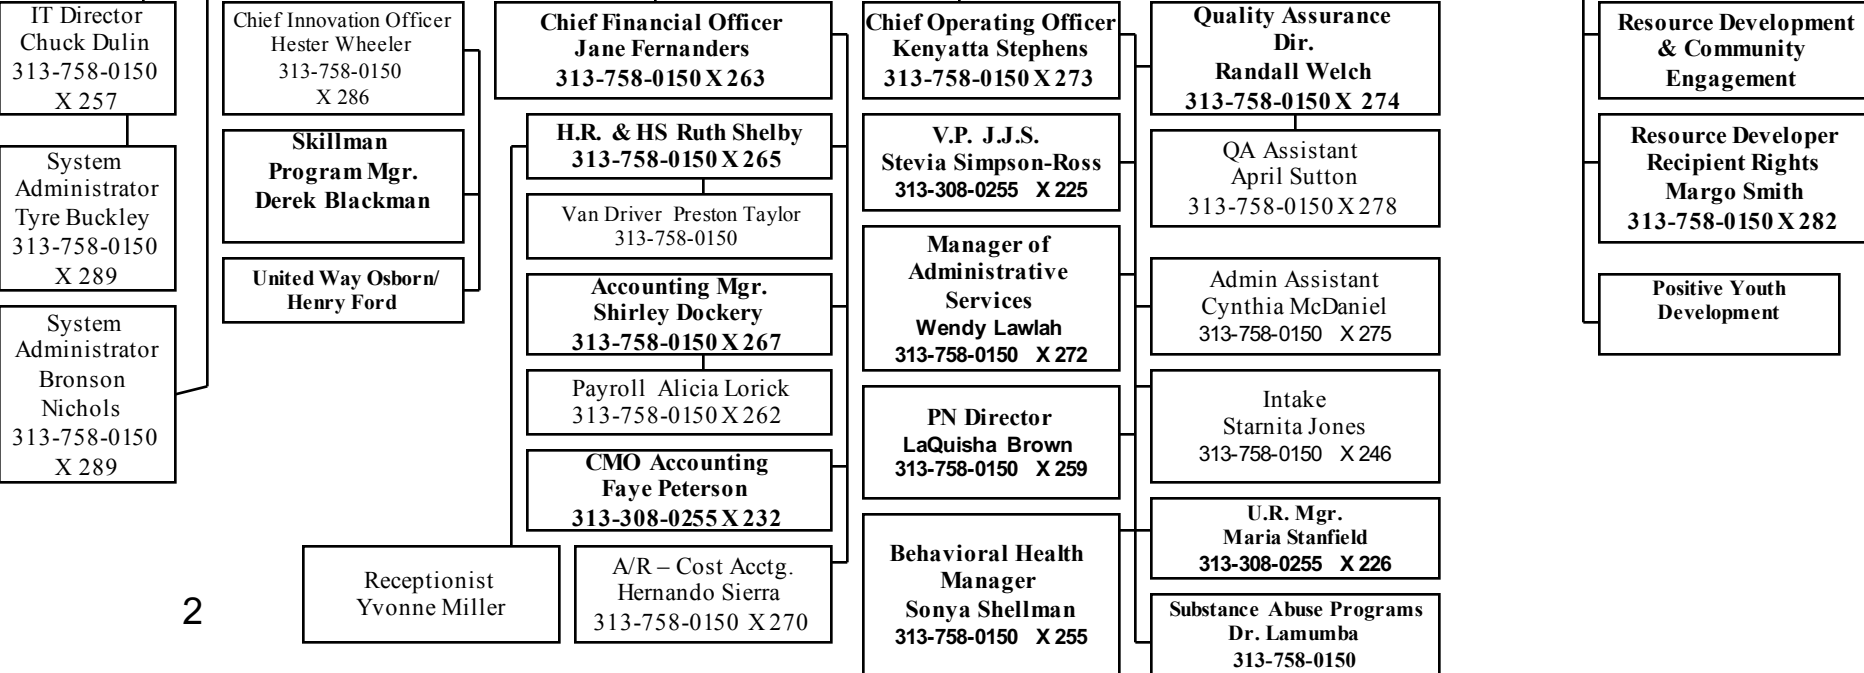 IT Director
Chuck Dulin
313-758-0150
X 257
System
Administrator
Tyre Buckley
313-758-0150
X 289
System
Administrator
Bronson
Nichols
313-758-0150
X 289
Chief Innovation Officer
Hester Wheeler
313-758-0150
X 286
Skillman
Program Mgr.
Derek Blackman
United Way Osborn/
Henry Ford
Chief Financial Officer
Jane Fernanders
313-758-0150 X 263
H.R. & HS Ruth Shelby
313-758-0150 X 265
Van Driver Preston Taylor
313-758-0150
Accounting Mgr.
Shirley Dockery
313-758-0150 X 267
Payroll Alicia Lorick
313-758-0150 X 262
CMO Accounting
Faye Peterson
313-308-0255 X 232
Receptionist
Yvonne Miller
A/R – Cost Acctg.
Hernando Sierra
313-758-0150 X 270
Chief Operating Officer
Kenyatta Stephens
313-758-0150 X 273
V.P. J.J.S.
Stevia Simpson-Ross
313-308-0255 X 225
Manager of
Administrative
Services
Wendy Lawlah
313-758-0150 X 272
PN Director
LaQuisha Brown
313-758-0150 X 259
Behavioral Health
Manager
Sonya Shellman
313-758-0150 X 255
Quality Assurance
Dir.
Randall Welch
313-758-0150 X 274
QA Assistant
April Sutton
313-758-0150 X 278
Admin Assistant
Cynthia McDaniel
313-758-0150 X 275
Intake
Starnita Jones
313-758-0150 X 246
U.R. Mgr.
Maria Stanfield
313-308-0255 X 226
Substance Abuse Programs
Dr. Lamumba
313-758-0150
Resource Development
& Community
Engagement
Resource Developer
Recipient Rights
Margo Smith
313-758-0150 X 282
Positive Youth
Development
2